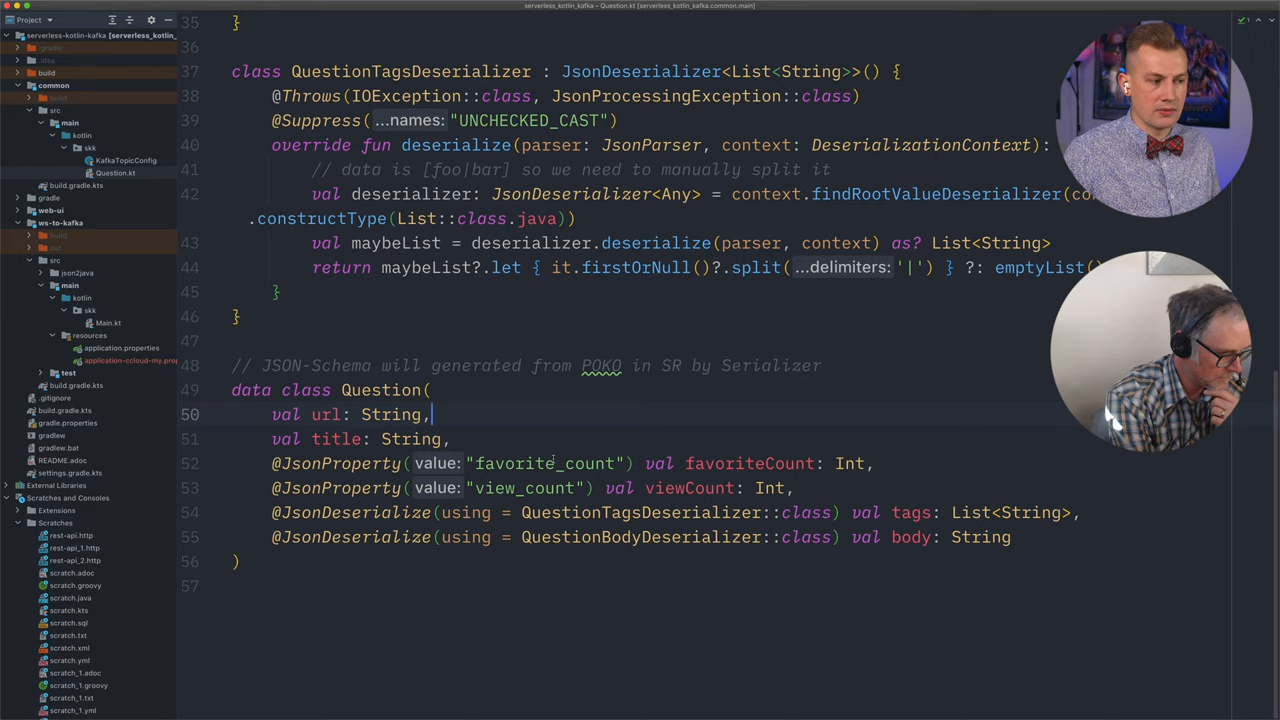 serverless_kotlin_kafka – Question.kt [serverless_kotlin_kafka.common.main]
Project
serverless-kotlin-kafka [serverless_kotlin_
.gradle
.idea
build
common
build
src
main
kotlin
skk
KafkaTopicConfig
Question.kt
build.gradle.kts
gradle
web-ui
ws-to-kafka
build
out
src
json2java
main
kotlin
skk
Main.kt
resources
application.properties
application-ccloud-my.prop
test
build.gradle.kts
.gitignore
build.gradle.kts
gradle.properties
gradlew
gradlew.bat
README.adoc
settings.gradle.kts
External Libraries
Scratches and Consoles
Extensions
Scratches
rest-api.http
rest-api_1.http
rest-api_2.http
scratch.adoc
scratch.groovy
scratch.java
scratch.kts
scratch.sql
scratch.txt
scratch.xml
scratch.yml
scratch_1.adoc
scratch_1.groovy
scratch_1.txt
scratch_1.yml
35 }
36
37 class QuestionTagsDeserializer : JsonDeserializer<List<String>>() {
38 @Throws(IOException::class, JsonProcessingException::class)
39 @Suppress( ...names: "UNCHECKED_CAST")
40 override fun deserialize(parser: JsonParser, context: DeserializationContext):
41 // data is [foo|bar] so we need to manually split it
42 val deserializer: JsonDeserializer<Any> = context.findRootValueDeserializer(
.constructType(List::class.java))
43 val maybeList = deserializer.deserialize(parser, context) as? List<String>
44 return maybeList?.let { it.firstOrNull()?.split( ...delimiters: '|') } ?: emptyList()
45 }
46 }
47
48 // JSON-Schema will generated from POKO in SR by Serializer
49 data class Question(
50 val url: String,
51 val title: String,
52 @JsonProperty( value: "favorite_count") val favoriteCount: Int,
53 @JsonProperty( value: "view_count") val viewCount: Int,
54 @JsonDeserialize(using = QuestionTagsDeserializer::class) val tags: List<String>,
55 @JsonDeserialize(using = QuestionBodyDeserializer::class) val body: String
56 )
57
1